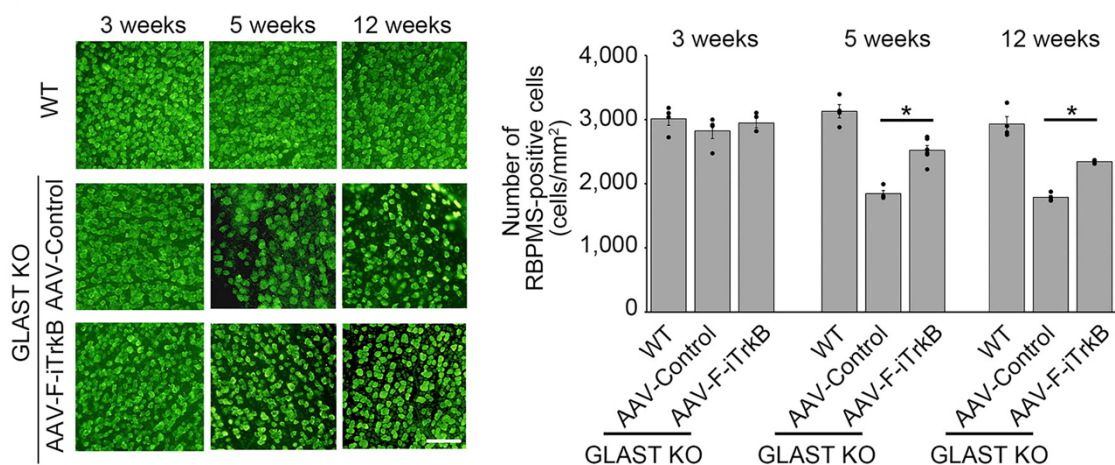 3 weeks 5 weeks 12 weeks
WT
GLAST KO
AAV-Control
AAV-F-iTrkB
3 weeks 5 weeks 12 weeks
Number of
RBPMS-positive cells
(cells/mm²)
4,000
3,000
2,000
1,000
0
* *
WT AAV-Control AAV-F-iTrkB WT AAV-Control AAV-F-iTrkB WT AAV-Control AAV-F-iTrkB
GLAST KO GLAST KO GLAST KO